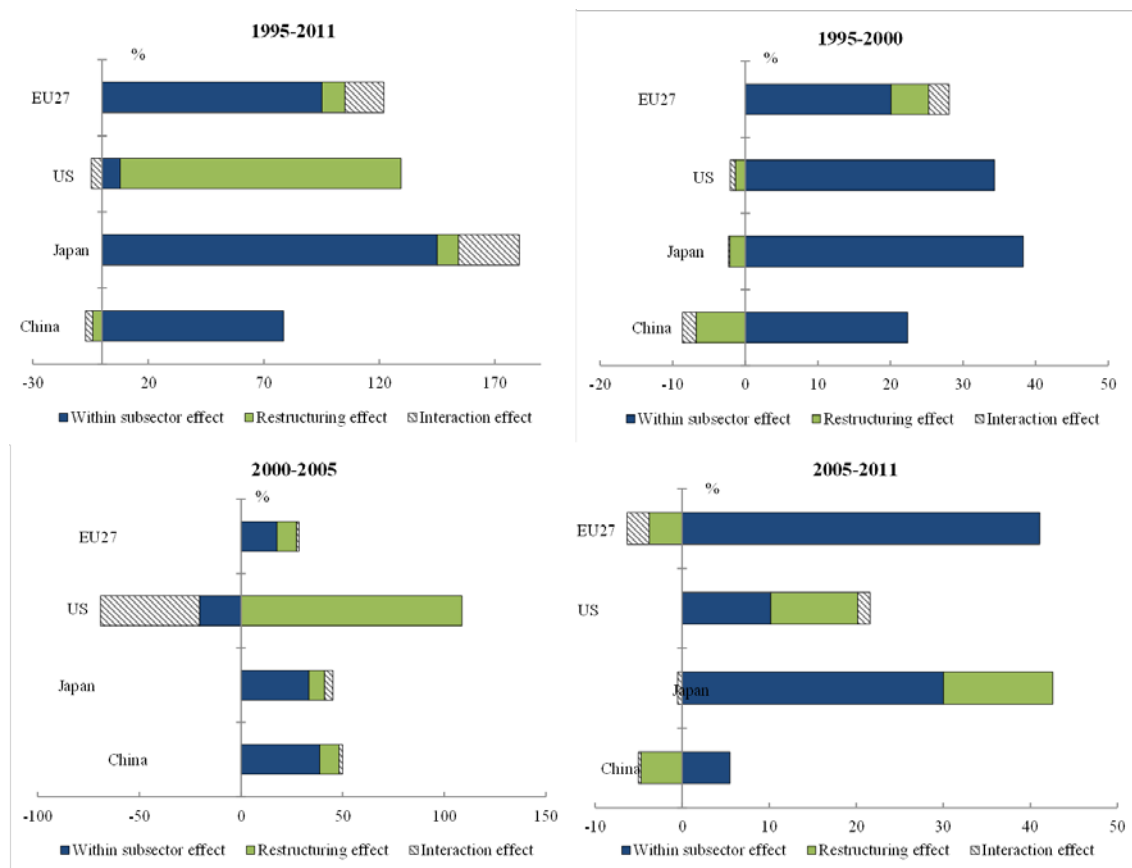 1995-2011
%
EU27
US
Japan
China
-30 20 70 120 170
Within subsector effect Restructuring effect Interaction effect
1995-2000
%
EU27
US
Japan
China
-20 -10 0 10 20 30 40 50
Within subsector effect Restructuring effect Interaction effect
2000-2005
%
EU27
US
Japan
China
-100 -50 0 50 100 150
Within subsector effect Restructuring effect Interaction effect
2005-2011
%
EU27
US
Japan
China
-10 0 10 20 30 40 50
Within subsector effect Restructuring effect Interaction effect